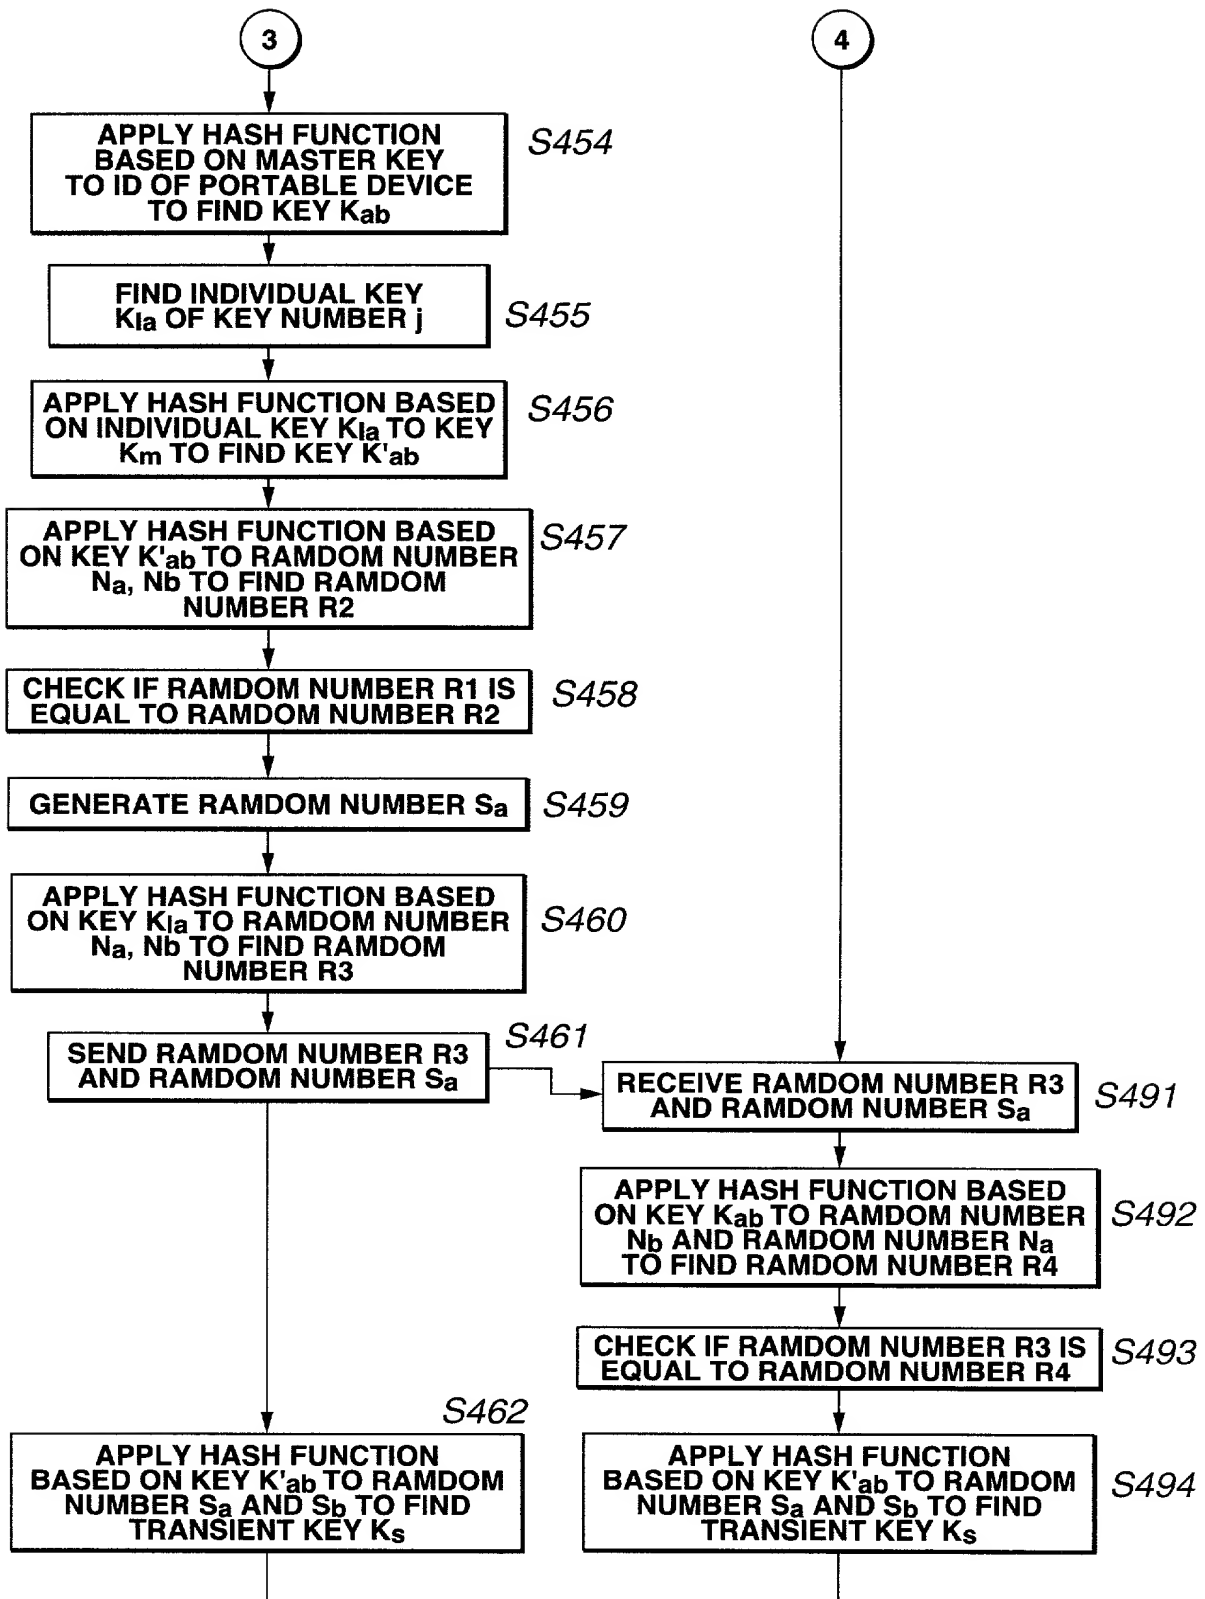 3
4
APPLY HASH FUNCTION
BASED ON MASTER KEY
TO ID OF PORTABLE DEVICE
TO FIND KEY Kab
S454
FIND INDIVIDUAL KEY
KIa OF KEY NUMBER j
S455
APPLY HASH FUNCTION BASED
ON INDIVIDUAL KEY KIa TO KEY
Km TO FIND KEY K'ab
S456
APPLY HASH FUNCTION BASED
ON KEY K'ab TO RAMDOM NUMBER
Na, Nb TO FIND RAMDOM
NUMBER R2
S457
CHECK IF RAMDOM NUMBER R1 IS
EQUAL TO RAMDOM NUMBER R2
S458
GENERATE RAMDOM NUMBER Sa
S459
APPLY HASH FUNCTION BASED
ON KEY KIa TO RAMDOM NUMBER
Na, Nb TO FIND RAMDOM
NUMBER R3
S460
SEND RAMDOM NUMBER R3
AND RAMDOM NUMBER Sa
S461
RECEIVE RAMDOM NUMBER R3
AND RAMDOM NUMBER Sa
S491
APPLY HASH FUNCTION BASED
ON KEY Kab TO RAMDOM NUMBER
Nb AND RAMDOM NUMBER Na
TO FIND RAMDOM NUMBER R4
S492
CHECK IF RAMDOM NUMBER R3 IS
EQUAL TO RAMDOM NUMBER R4
S493
S462
APPLY HASH FUNCTION
BASED ON KEY K'ab TO RAMDOM
NUMBER Sa AND Sb TO FIND
TRANSIENT KEY Ks
APPLY HASH FUNCTION
BASED ON KEY K'ab TO RAMDOM
NUMBER Sa AND Sb TO FIND
TRANSIENT KEY Ks
S494